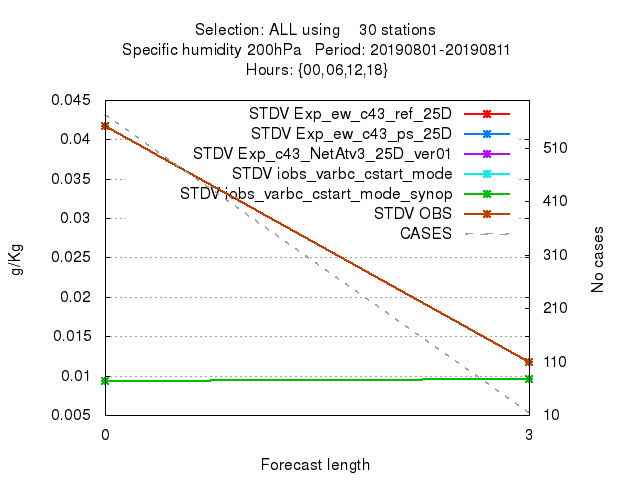 Selection: ALL using    30 stations
Specific humidity 200hPa   Period: 20190801-20190811
Hours: {00,06,12,18}
STDV Exp_ew_c43_ref_25D
STDV Exp_ew_c43_ps_25D
STDV Exp_c43_NetAtv3_25D_ver01
STDV iobs_varbc_cstart_mode
STDV iobs_varbc_cstart_mode_synop
STDV OBS
CASES
0.045
0.04
0.035
0.03
0.025
0.02
0.015
0.01
0.005
g/Kg
510
410
310
210
110
10
No cases
0
3
Forecast length